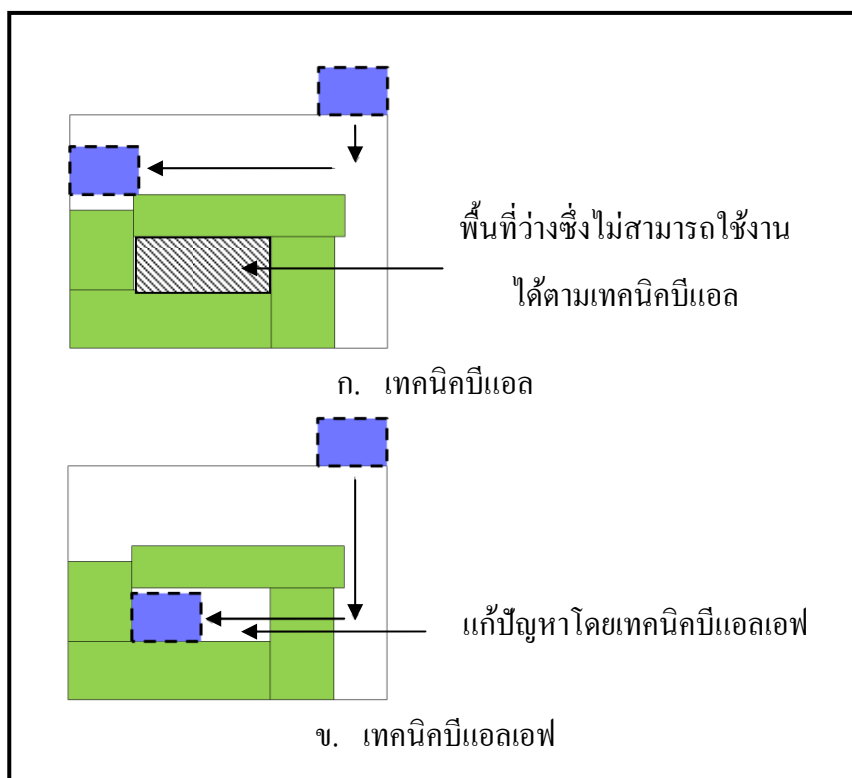 พื้นที่ว่างซึ่งไม่สามารถใช้งาน
ได้ตามเทคนิคบีแอล
ก. เทคนิคบีแอล
แก้ปัญหาโดยเทคนิคบีแอลเอฟ
ข. เทคนิคบีแอลเอฟ